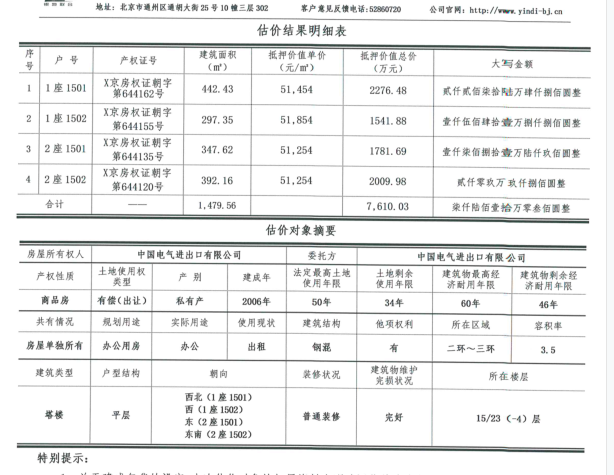 地址：北京市通州区通胡大街25号10幢三层302 客户意见反馈电话:52860720 公司官网：http://www.yindi-bj.cn
估价结果明细表
序号 户号 产权证号 建筑面积（㎡） 抵押价值单价（元/㎡） 抵押价值总价（万元） 大写金额
1 1座1501 X京房权证朝字第644162号 442.43 51,454 2276.48 贰仟贰佰柒拾陆万肆仟捌佰圆整
2 1座1502 X京房权证朝字第644155号 297.35 51,854 1541.88 壹仟伍佰肆拾壹万捌仟捌佰圆整
3 2座1501 X京房权证朝字第644135号 347.62 51,254 1781.69 壹仟柒佰捌拾壹万陆仟玖佰圆整
4 2座1502 X京房权证朝字第644120号 392.16 51,254 2009.98 贰仟零玖万玖仟捌佰圆整
合计 —— 1,479.56 7,610.03 柒仟陆佰壹拾万零叁佰圆整
估价对象摘要
房屋所有权人 中国电气进出口有限公司 委托方 中国电气进出口有限公司
产权性质 土地使用权类型 产别 建成年 法定最高土地使用年限 土地剩余使用年限 建筑物最高经济耐用年限 建筑物剩余经济耐用年限
商品房 有偿(出让) 私有产 2006年 50年 34年 60年 46年
共有情况 规划用途 实际用途 使用现状 建筑结构 他项权利 所在区域 容积率
房屋单独所有 办公用房 办公 出租 钢混 有 二环～三环 3.5
建筑类型 户型结构 朝向 装修状况 建筑物维护完损状况 所在楼层
塔楼 平层 西北（1座1501） 西（1座1502） 东（2座1501） 东南（2座1502） 普通装修 完好 15/23（-4）层
特别提示：